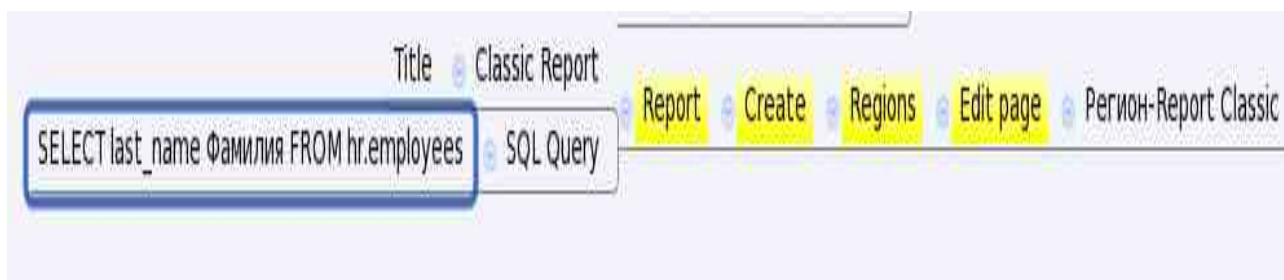 Title Classic Report
Report Create Regions Edit page Регион-Report Classic
SELECT last_name Фамилия FROM hr.employees SQL Query